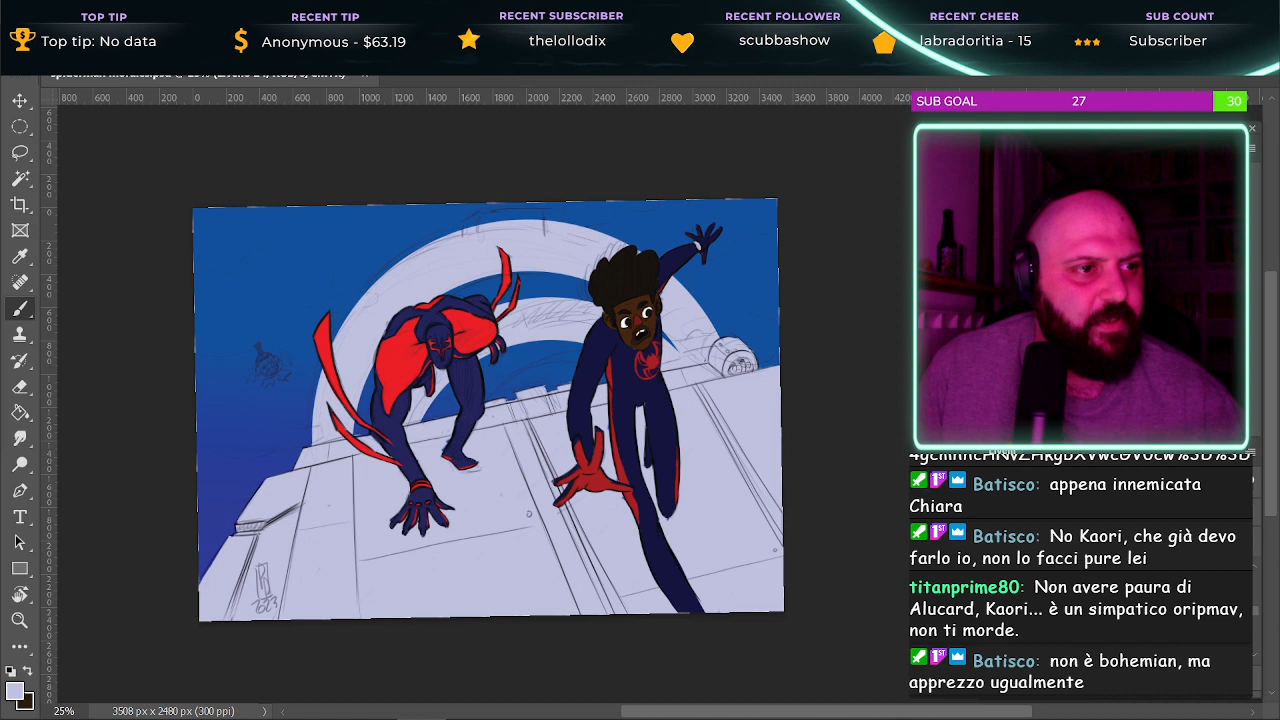 TOP TIP
Top tip: No data
RECENT TIP
Anonymous - $63.19
RECENT SUBSCRIBER
thelollodix
RECENT FOLLOWER
scubbashow
RECENT CHEER
labradoritia - 15
SUB COUNT
Subscriber
800 600 400 200 0 200 400 600 800 1000 1200 1400 1600 1800 2000 2200 2400 2600 2800 3000 3200 3400 3600 3800 4000
SUB GOAL 27 30
Batisco: appena innemicata
Chiara
Batisco: No Kaori, che già devo
farlo io, non lo facci pure lei
titanprime80: Non avere paura di
Alucard, Kaori... è un simpatico oripmav,
non ti morde.
Batisco: non è bohemian, ma
apprezzo ugualmente
25% 3508 px x 2480 px (300 ppi)